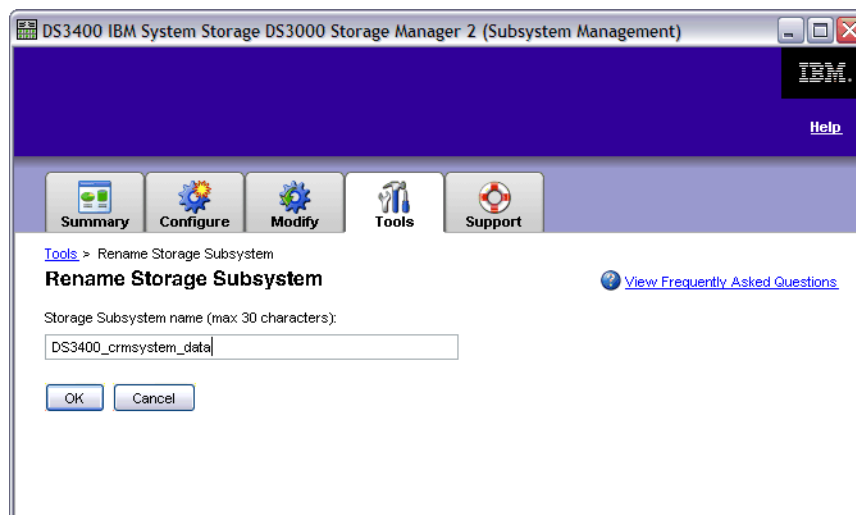 DS3400 IBM System Storage DS3000 Storage Manager 2 (Subsystem Management)
IBM.
Help
Summary
Configure
Modify
Tools
Support
Tools > Rename Storage Subsystem
Rename Storage Subsystem
View Frequently Asked Questions
Storage Subsystem name (max 30 characters):
DS3400_crmsystem_data
OK
Cancel